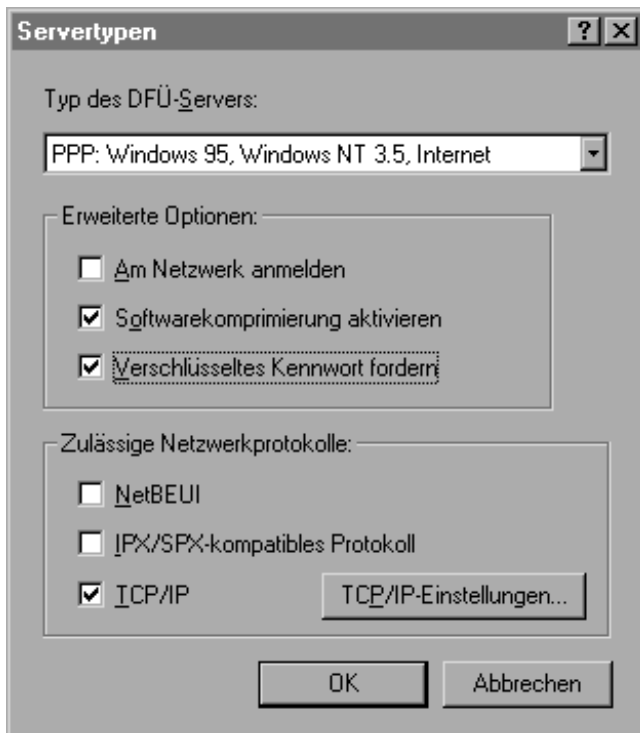 Servertypen
Typ des DFÜ-Servers:
PPP: Windows 95, Windows NT 3.5, Internet
Erweiterte Optionen:
Am Netzwerk anmelden
Softwarekomprimierung aktivieren
Verschlüsseltes Kennwort fordern
Zulässige Netzwerkprotokolle:
NetBEUI
IPX/SPX-kompatibles Protokoll
TCP/IP
TCP/IP-Einstellungen...
OK
Abbrechen